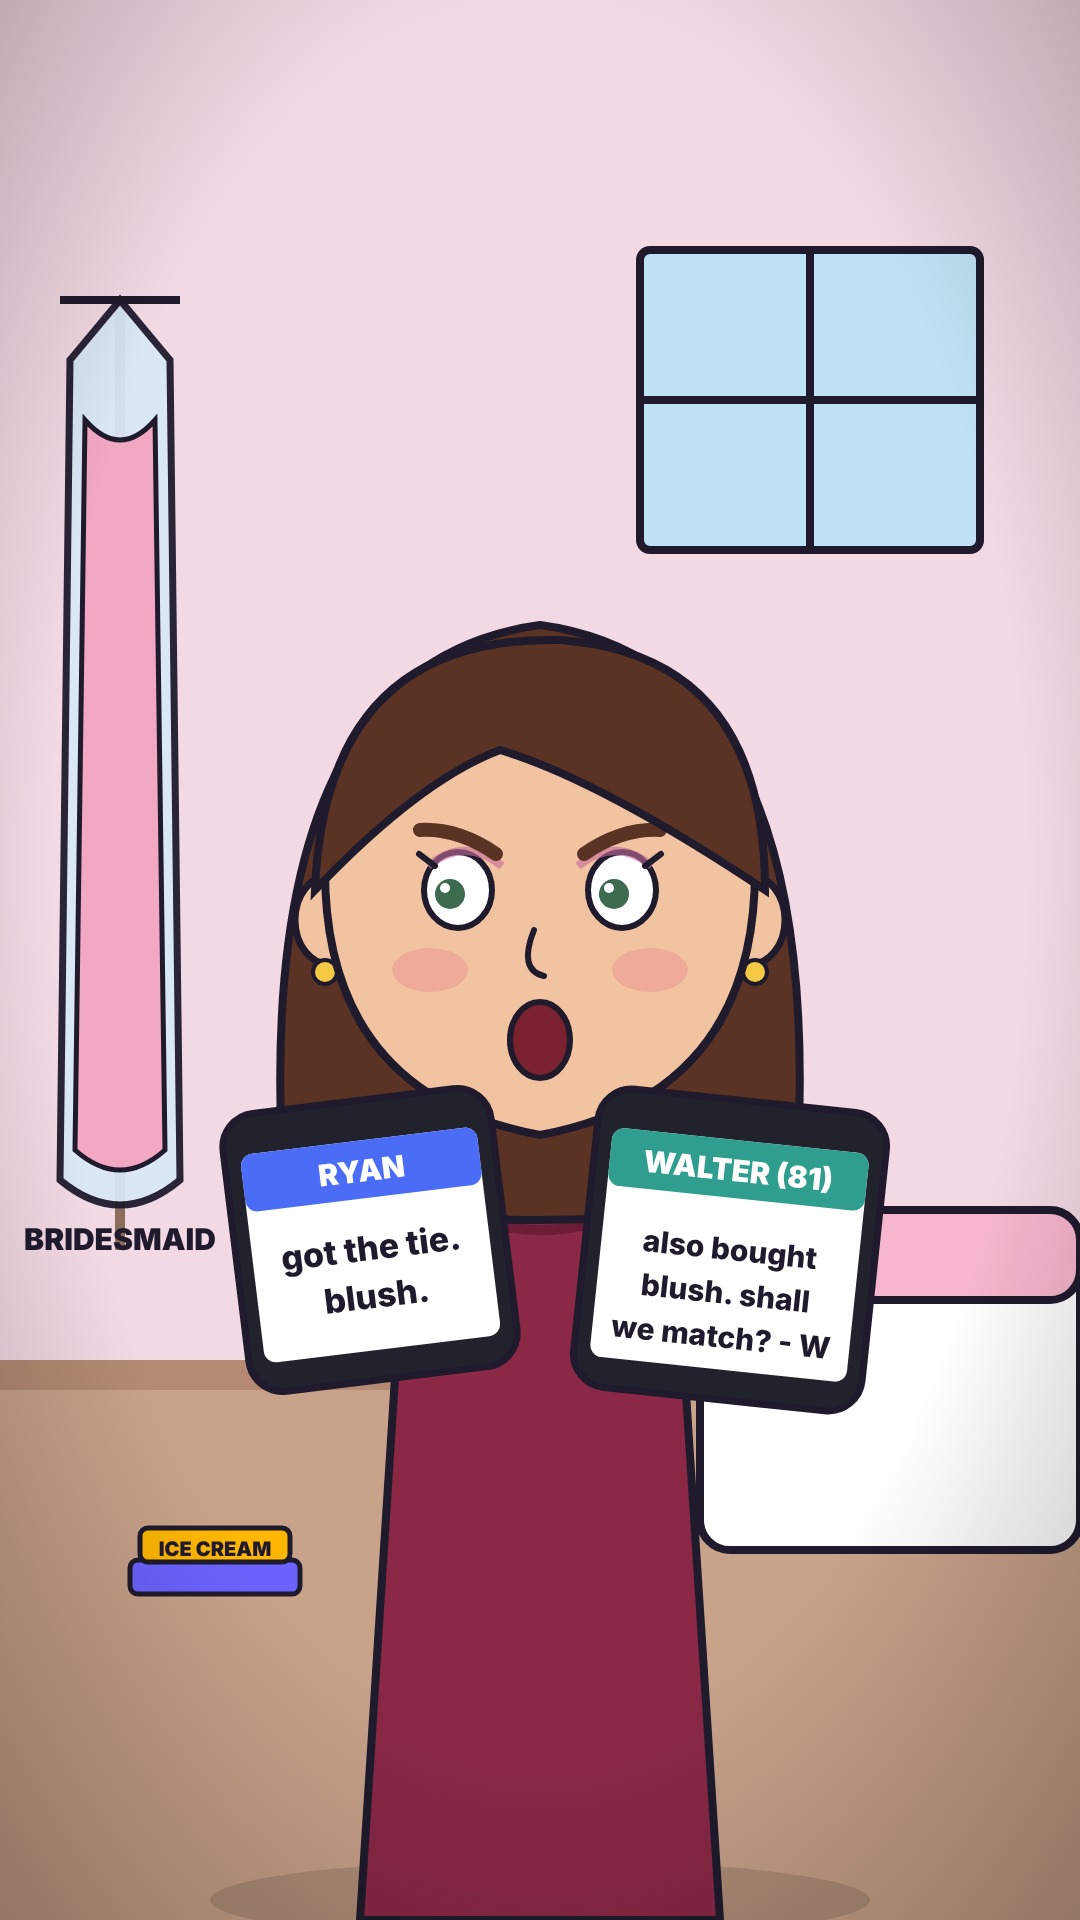 RYAN
got the tie.
blush.
WALTER (81)
also bought
blush. shall
we match? - W
BRIDESMAID
ICE CREAM